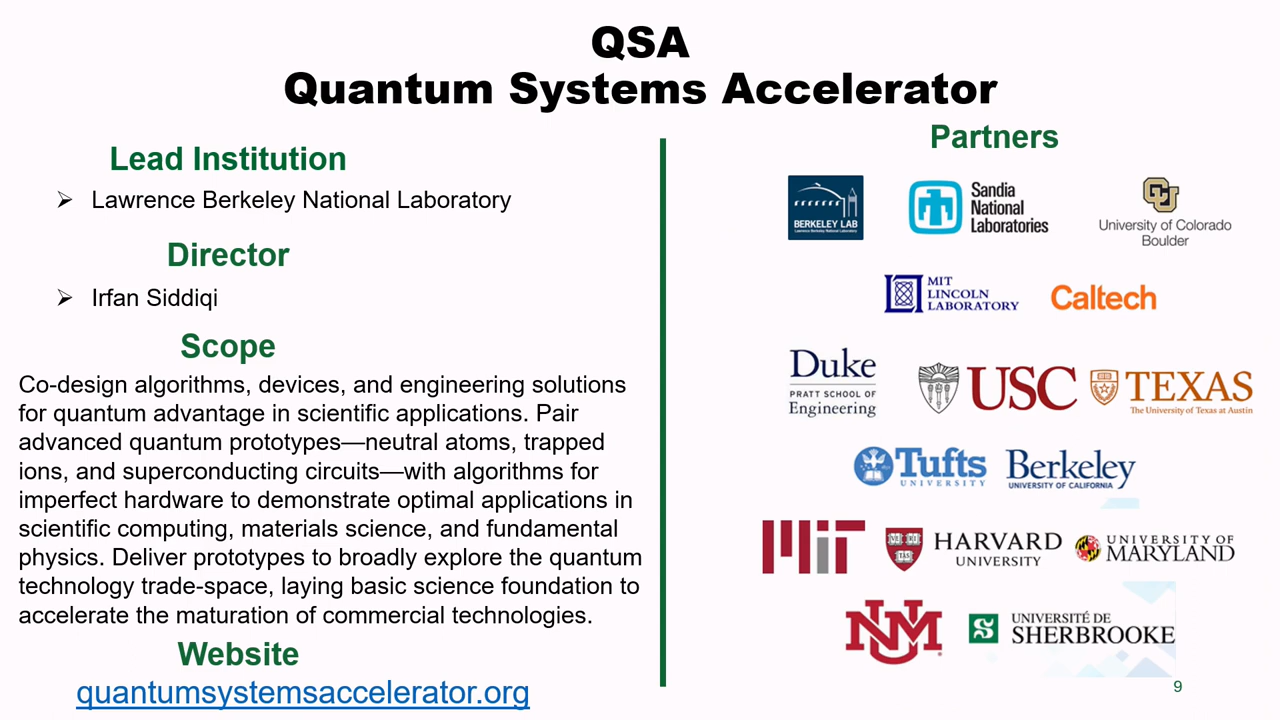 QSA
Quantum Systems Accelerator
Lead Institution
➢ Lawrence Berkeley National Laboratory
Director
➢ Irfan Siddiqi
Scope
Co-design algorithms, devices, and engineering solutions
for quantum advantage in scientific applications. Pair
advanced quantum prototypes—neutral atoms, trapped
ions, and superconducting circuits—with algorithms for
imperfect hardware to demonstrate optimal applications in
scientific computing, materials science, and fundamental
physics. Deliver prototypes to broadly explore the quantum
technology trade-space, laying basic science foundation to
accelerate the maturation of commercial technologies.
Website
quantumsystemsaccelerator.org
Partners
BERKELEY LAB
Lawrence Berkeley National Laboratory
Sandia
National
Laboratories
CU
University of Colorado
Boulder
MIT
LINCOLN
LABORATORY
Caltech
Duke
PRATT SCHOOL OF
Engineering
USC
TEXAS
The University of Texas at Austin
Tufts
UNIVERSITY
Berkeley
UNIVERSITY OF CALIFORNIA
MIT
HARVARD
UNIVERSITY
UNIVERSITY OF
MARYLAND
NM
UNIVERSITÉ DE
SHERBROOKE
9